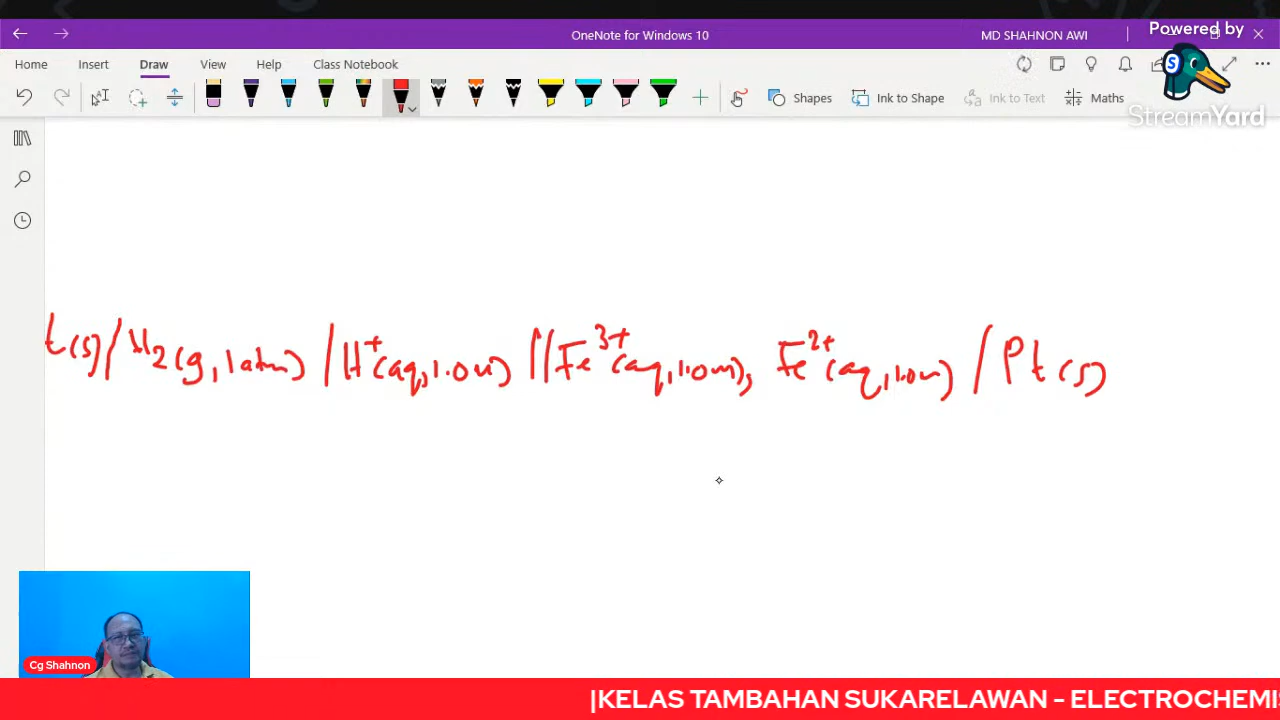 Powered by
OneNote for Windows 10
MD SHAHNON AWI
StreamYard
Home Insert Draw View Help Class Notebook
Shapes Ink to Shape Ink to Text Maths
t(s)/H₂(g, 1 atm) / H⁺(aq, 1.0M) // Fe³⁺(aq, 1.0M), Fe²⁺(aq, 1.0M) / Pt(s)
Cg Shahnon
|KELAS TAMBAHAN SUKARELAWAN - ELECTROCHEMIS